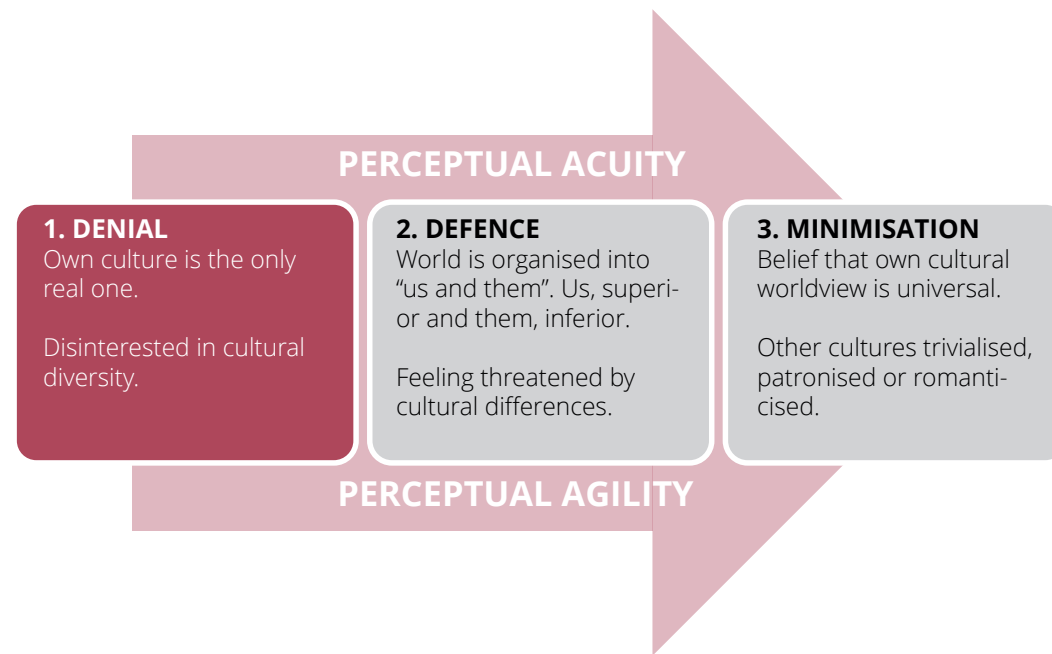 PERCEPTUAL ACUITY
1. DENIAL
Own culture is the only
real one.
Disinterested in cultural
diversity.
2. DEFENCE
World is organised into
“us and them”. Us, superi-
or and them, inferior.
Feeling threatened by
cultural differences.
3. MINIMISATION
Belief that own cultural
worldview is universal.
Other cultures trivialised,
patronised or romanti-
cised.
PERCEPTUAL AGILITY